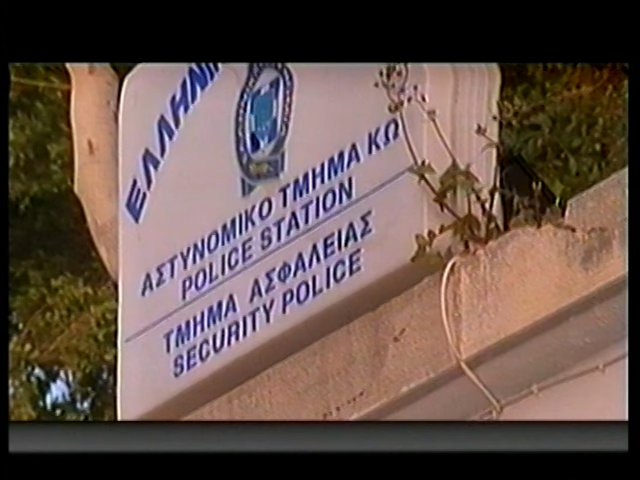 ΕΛΛΗΝΙ
ΑΣΤΥΝΟΜΙΚΟ ΤΜΗΜΑ ΚΩ
POLICE STATION
ΤΜΗΜΑ ΑΣΦΑΛΕΙΑΣ
SECURITY POLICE